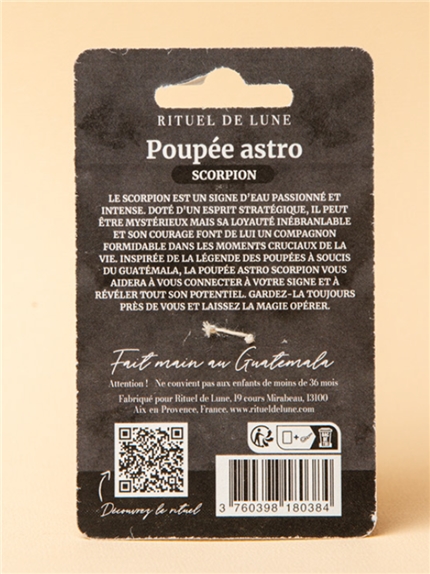 RITUEL DE LUNE
Poupée astro
SCORPION
LE SCORPION EST UN SIGNE D'EAU PASSIONNÉ ET
INTENSE. DOTÉ D'UN ESPRIT STRATÉGIQUE, IL PEUT
ÊTRE MYSTÉRIEUX MAIS SA LOYAUTÉ INÉBRANLABLE
ET SON COURAGE FONT DE LUI UN COMPAGNON
FORMIDABLE DANS LES MOMENTS CRUCIAUX DE LA
VIE. INSPIRÉE DE LA LÉGENDE DES POUPÉES À SOUCIS
DU GUATÉMALA, LA POUPÉE ASTRO SCORPION VOUS
AIDERA À VOUS CONNECTER À VOTRE SIGNE ET À
RÉVÉLER TOUT SON POTENTIEL. GARDEZ-LA TOUJOURS
PRÈS DE VOUS ET LAISSEZ LA MAGIE OPÉRER.
Fait main au Guatémala
Attention ! Ne convient pas aux enfants de moins de 36 mois
Fabriqué pour Rituel de Lune, 19 cours Mirabeau, 13100
Aix en Provence, France. www.ritueldelune.com
Découvrez le rituel
3 760398 180384